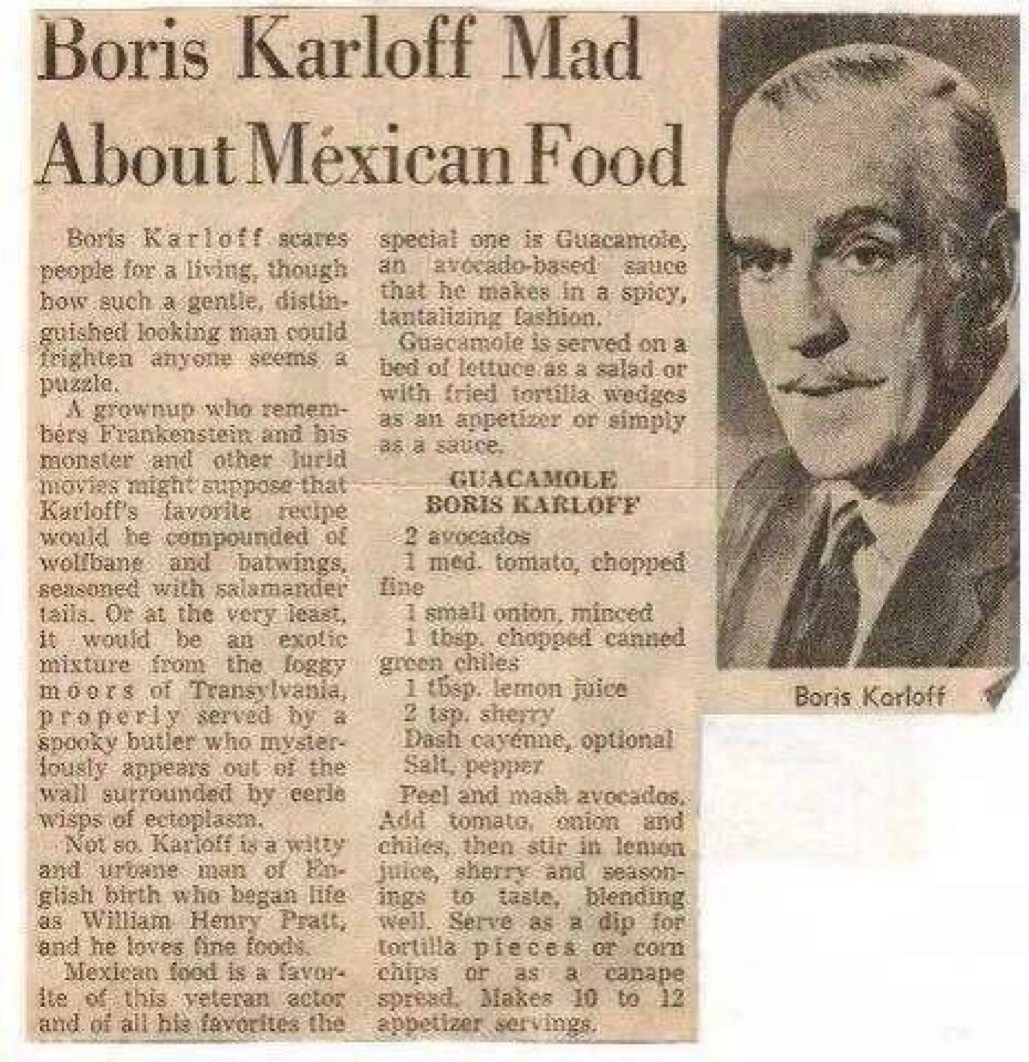 Boris Karloff Mad
About Mexican Food
Boris Karloff scares
people for a living, though
how such a gentle, distin-
guished looking man could
frighten anyone seems a
puzzle.
A grownup who remem-
bers Frankenstein and his
monster and other lurid
movies might suppose that
Karloff's favorite recipe
would be compounded of
wolfbane and batwings,
seasoned with salamander
tails. Or at the very least,
it would be an exotic
mixture from the foggy
moors of Transylvania,
properly served by a
spooky butler who myster-
iously appears out of the
wall surrounded by eerie
wisps of ectoplasm.
Not so. Karloff is a witty
and urbane man of En-
glish birth who began life
as William Henry Pratt,
and he loves fine foods.
Mexican food is a favor-
ite of this veteran actor
and of all his favorites the
special one is Guacamole,
an avocado-based sauce
that he makes in a spicy,
tantalizing fashion.
Guacamole is served on a
bed of lettuce as a salad or
with fried tortilla wedges
as an appetizer or simply
as a sauce.
GUACAMOLE
BORIS KARLOFF
2 avocados
1 med. tomato, chopped
fine
1 small onion, minced
1 tbsp. chopped canned
green chiles
1 tbsp. lemon juice
2 tsp. sherry
Dash cayenne, optional
Salt, pepper
Peel and mash avocados.
Add tomato, onion and
chiles, then stir in lemon
juice, sherry and season-
ings to taste, blending
well. Serve as a dip for
tortilla pieces or corn
chips or as a canape
spread. Makes 10 to 12
appetizer servings.
Boris Karloff